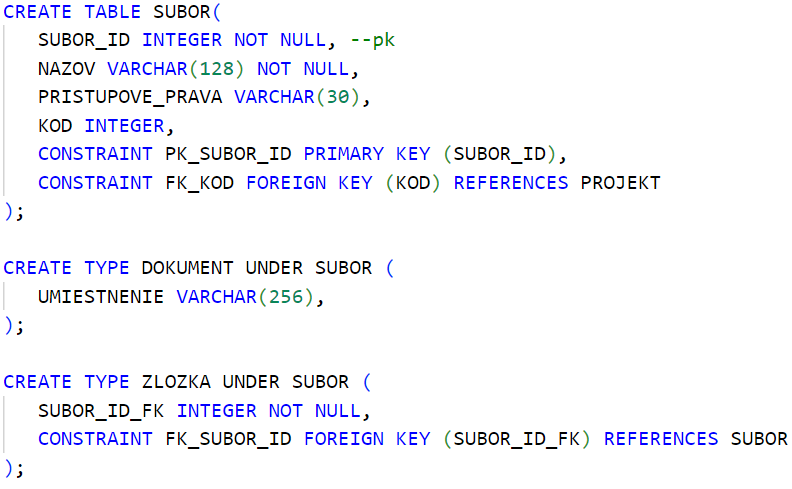 CREATE TABLE SUBOR(
SUBOR_ID INTEGER NOT NULL, --pk
NAZOV VARCHAR(128) NOT NULL,
PRISTUPOVE_PRAVA VARCHAR(30),
KOD INTEGER,
CONSTRAINT PK_SUBOR_ID PRIMARY KEY (SUBOR_ID),
CONSTRAINT FK_KOD FOREIGN KEY (KOD) REFERENCES PROJEKT
);
CREATE TYPE DOKUMENT UNDER SUBOR (
UMIESTNENIE VARCHAR(256),
);
CREATE TYPE ZLOZKA UNDER SUBOR (
SUBOR_ID_FK INTEGER NOT NULL,
CONSTRAINT FK_SUBOR_ID FOREIGN KEY (SUBOR_ID_FK) REFERENCES SUBOR
);